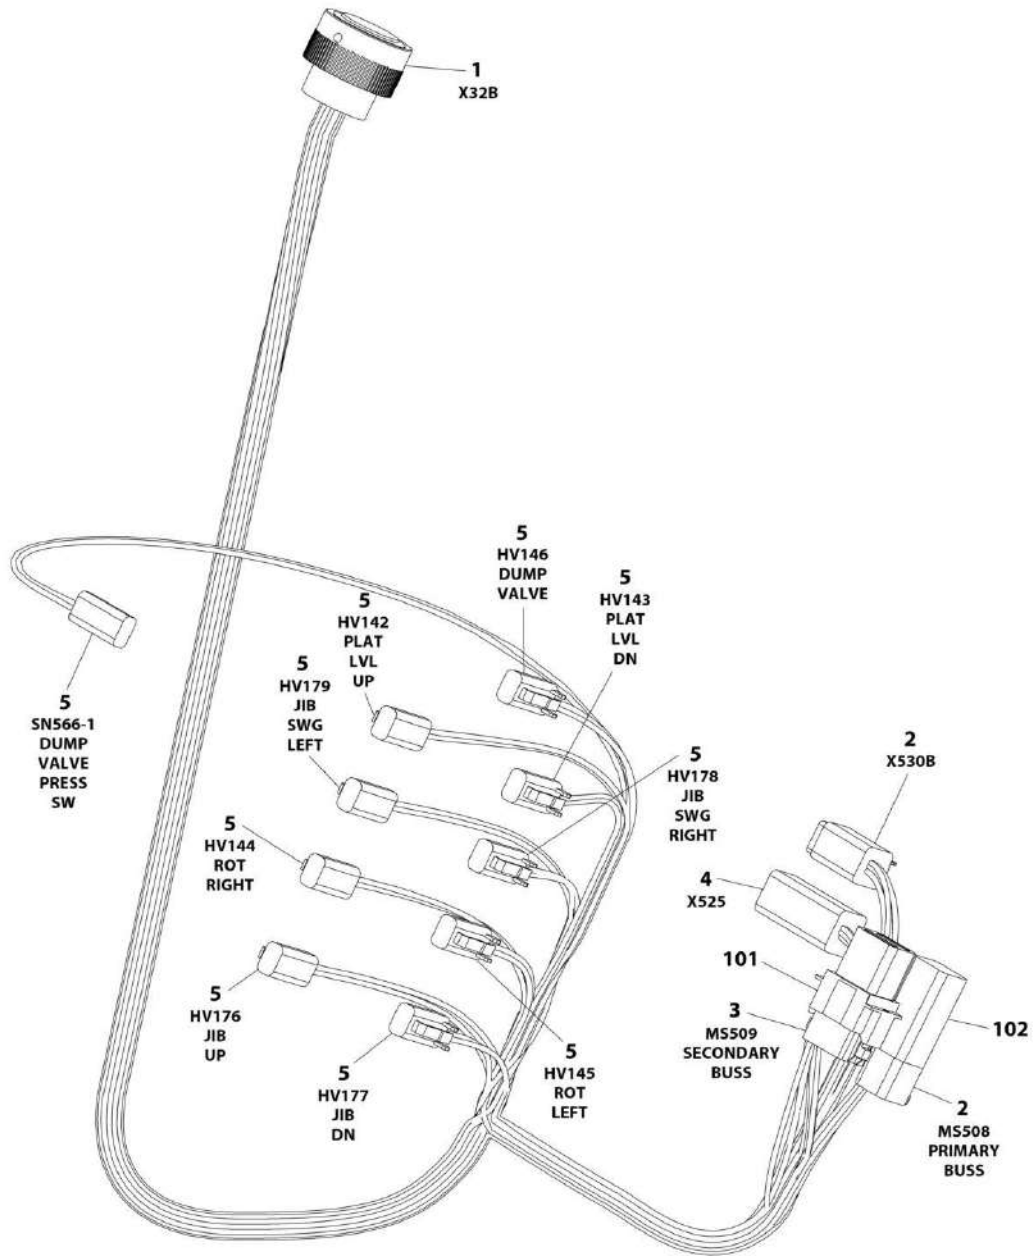 1
X32B
5
HV146
DUMP
VALVE
5
HV143
PLAT
LVL
DN
5
HV142
PLAT
LVL
UP
5
HV179
JIB
SWG
LEFT
5
SN566-1
DUMP
VALVE
PRESS
SW
5
HV178
JIB
SWG
RIGHT
2
X530B
5
HV144
ROT
RIGHT
4
X525
101
3
MS509
SECONDARY
BUSS
102
5
HV176
JIB
UP
5
HV177
JIB
DN
5
HV145
ROT
LEFT
2
MS508
PRIMARY
BUSS